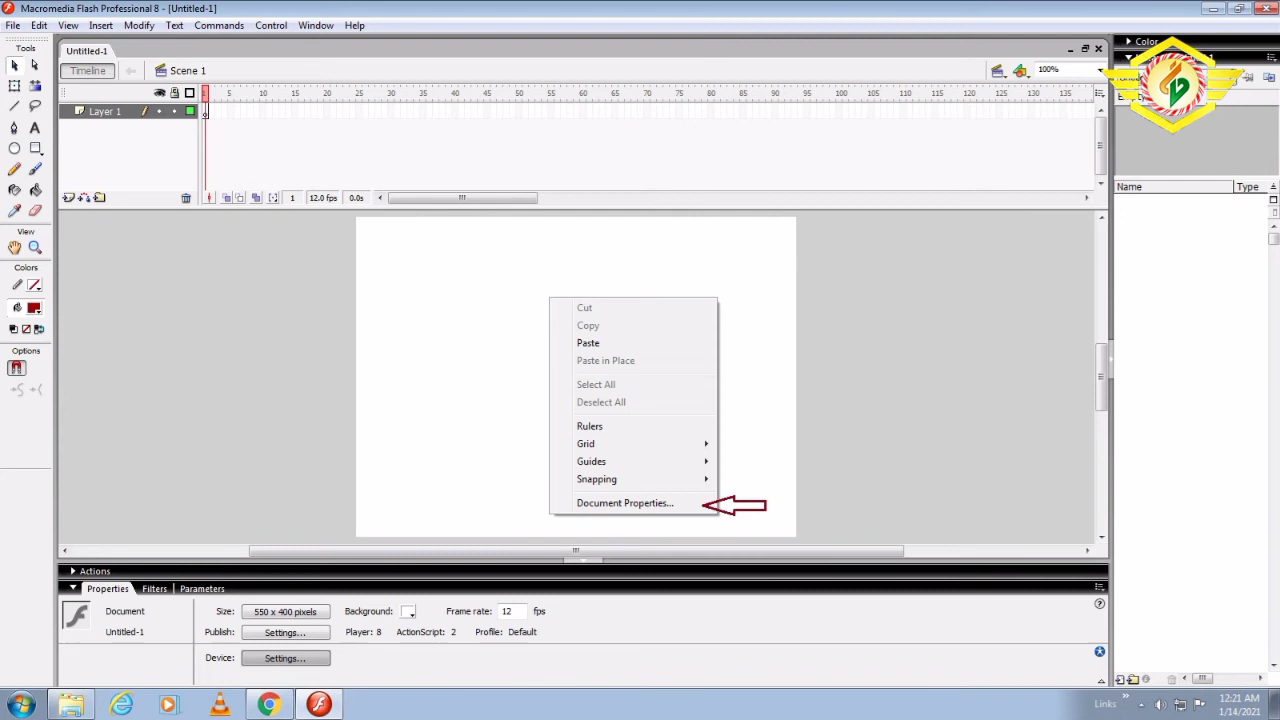 Macromedia Flash Professional 8 - [Untitled-1]
File Edit View Insert Modify Text Commands Control Window Help
Tools
Untitled-1
Color
Timeline Scene 1 100%
5 10 15 20 25 30 35 40 45 50 55 60 65 70 75 80 85 90 95 100 105 110 115 120 125 130 135
Layer 1
1 12.0 fps 0.0s
Name Type
View
Colors
Options
Cut
Copy
Paste
Paste in Place
Select All
Deselect All
Rulers
Grid
Guides
Snapping
Document Properties...
Actions
Properties Filters Parameters
Document Size: 550 x 400 pixels Background: Frame rate: 12 fps
Untitled-1 Publish: Settings... Player: 8 ActionScript: 2 Profile: Default
Device: Settings...
Links
12:21 AM
1/14/2021